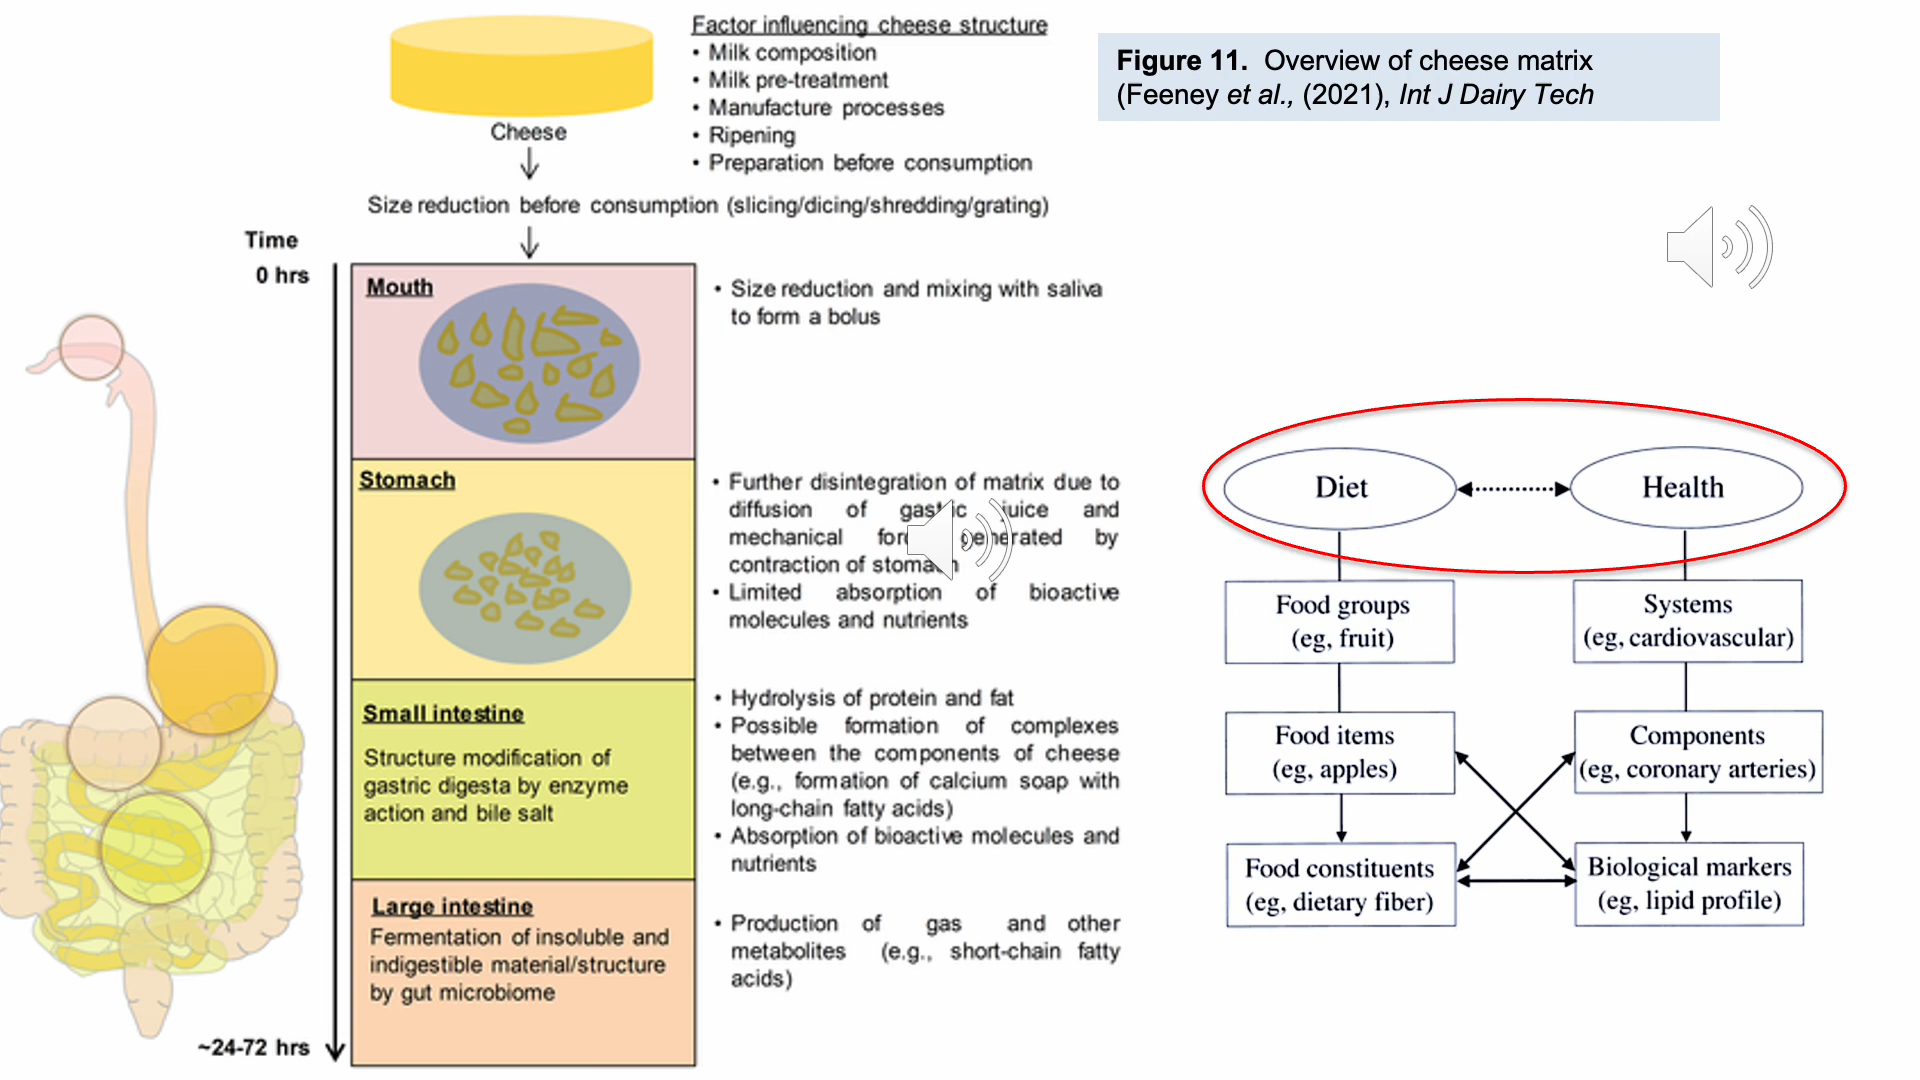 Factor influencing cheese structure
• Milk composition
• Milk pre-treatment
• Manufacture processes
• Ripening
• Preparation before consumption
Figure 11. Overview of cheese matrix
(Feeney et al., (2021), Int J Dairy Tech
Cheese
Size reduction before consumption (slicing/dicing/shredding/grating)
Time
0 hrs
Mouth
• Size reduction and mixing with saliva
to form a bolus
Stomach
• Further disintegration of matrix due to
diffusion of gastric juice and
mechanical generated by
contraction of stomach
• Limited absorption of bioactive
molecules and nutrients
Small intestine
Structure modification of
gastric digesta by enzyme
action and bile salt
• Hydrolysis of protein and fat
• Possible formation of complexes
between the components of cheese
(e.g., formation of calcium soap with
long-chain fatty acids)
• Absorption of bioactive molecules and
nutrients
Large intestine
Fermentation of insoluble and
indigestible material/structure
by gut microbiome
• Production of gas and other
metabolites (e.g., short-chain fatty
acids)
~24-72 hrs
Diet
Health
Food groups
(eg, fruit)
Systems
(eg, cardiovascular)
Food items
(eg, apples)
Components
(eg, coronary arteries)
Food constituents
(eg, dietary fiber)
Biological markers
(eg, lipid profile)